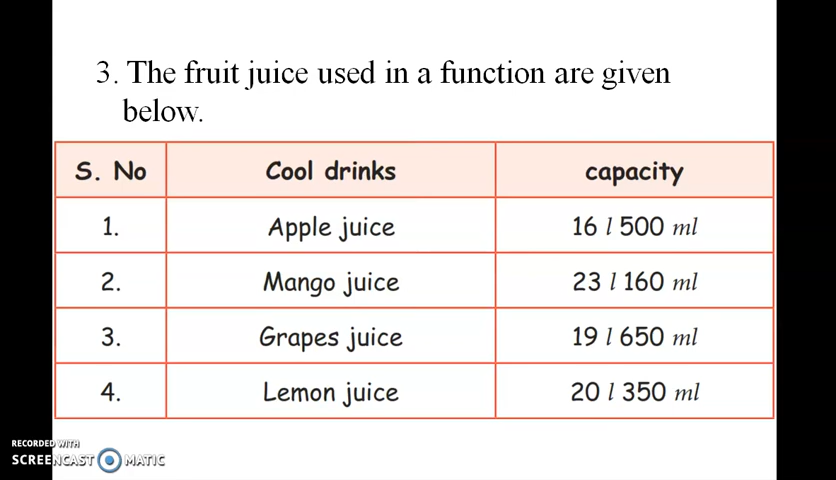 3. The fruit juice used in a function are given
below.
S. No Cool drinks capacity
1. Apple juice 16 l 500 ml
2. Mango juice 23 l 160 ml
3. Grapes juice 19 l 650 ml
4. Lemon juice 20 l 350 ml
RECORDED WITH
SCREENCAST MATIC